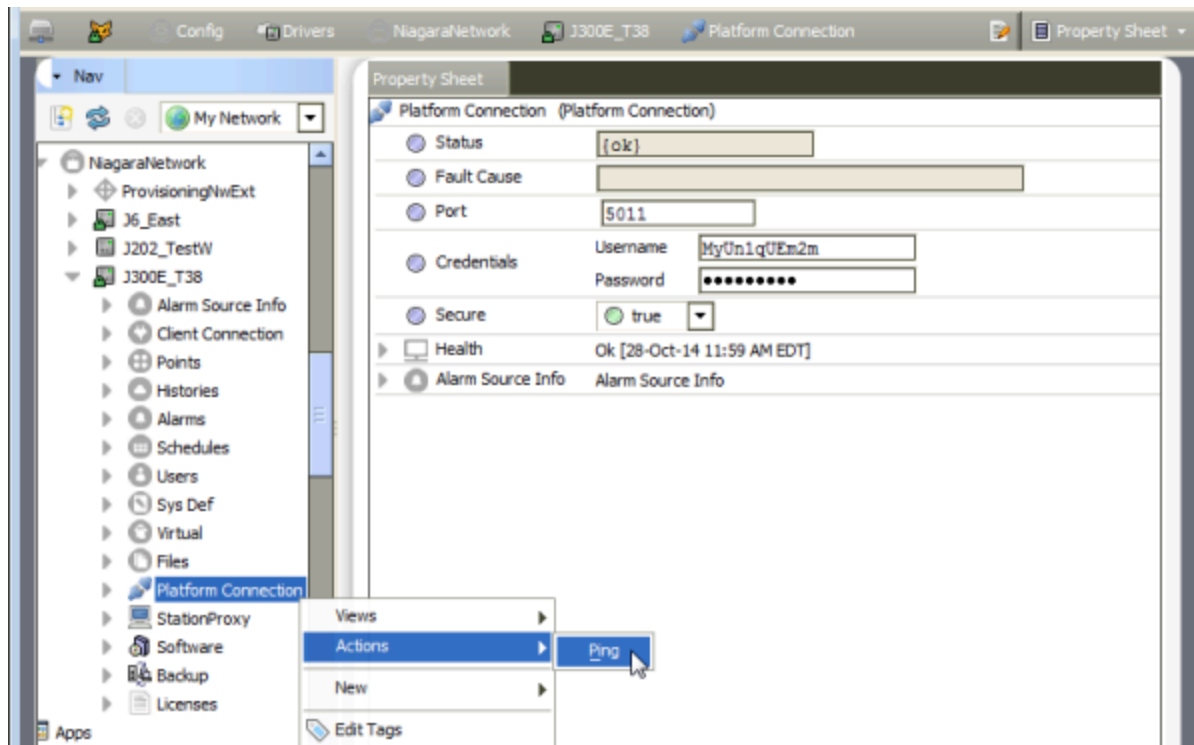 Config Drivers NiagaraNetwork J300E_T38 Platform Connection Property Sheet
Nav
My Network
NiagaraNetwork
ProvisioningNwExt
J6_East
J202_TestW
J300E_T38
Alarm Source Info
Client Connection
Points
Histories
Alarms
Schedules
Users
Sys Def
Virtual
Files
Platform Connection
StationProxy
Software
Backup
Licenses
Apps
Property Sheet
Platform Connection (Platform Connection)
Status {ok}
Fault Cause
Port 5011
Credentials
Username MyUn1qUEm2m
Password •••••••••
Secure true
Health Ok [28-Oct-14 11:59 AM EDT]
Alarm Source Info Alarm Source Info
Views
Actions
Ping
New
Edit Tags